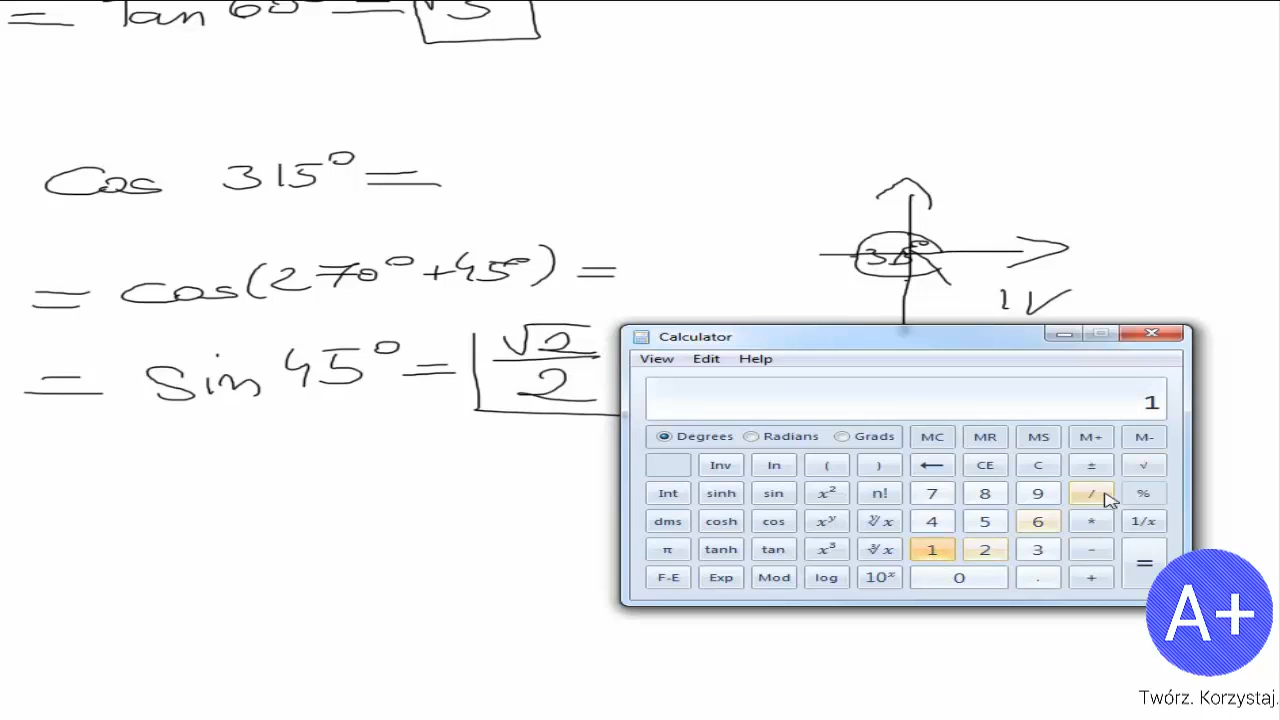 = Tan 60° = √3
Cos 315° =
= Cos(270° + 45°) =
= Sin 45° = √2/2
315°
IV
Calculator
View Edit Help
1
Degrees Radians Grads MC MR MS M+ M-
Inv ln ( ) ← CE C ± √
Int sinh sin x² n! 7 8 9 / %
dms cosh cos xʸ ʸ√x 4 5 6 * 1/x
π tanh tan x³ ³√x 1 2 3 - =
F-E Exp Mod log 10ˣ 0 . +
A+
Twórz. Korzystaj.